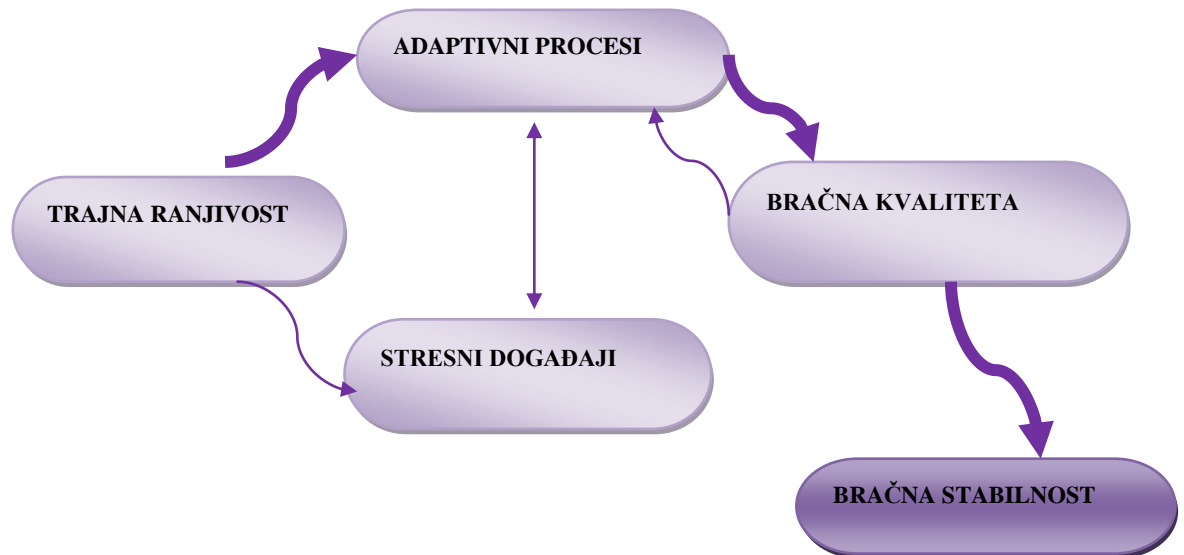 ADAPTIVNI PROCESI
TRAJNA RANJIVOST
BRAČNA KVALITETA
STRESNI DOGAĐAJI
BRAČNA STABILNOST